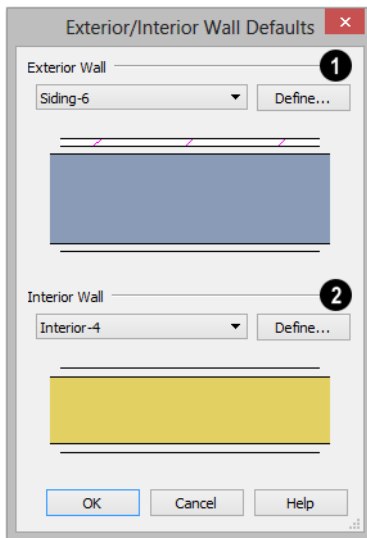 Exterior/Interior Wall Defaults
Exterior Wall 1
Siding-6 Define...
Interior Wall 2
Interior-4 Define...
OK Cancel Help